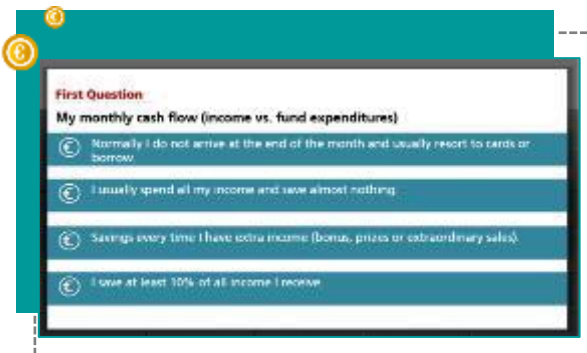 First Question
My monthly cash flow (income vs. fund expenditures)
Normally I do not arrive at the end of the month and usually resort to cards or
borrow.
I usually spend all my income and save almost nothing.
Savings every time I have extra income (bonus, prizes or extraordinary sales).
I save at least 10% of all income I receive